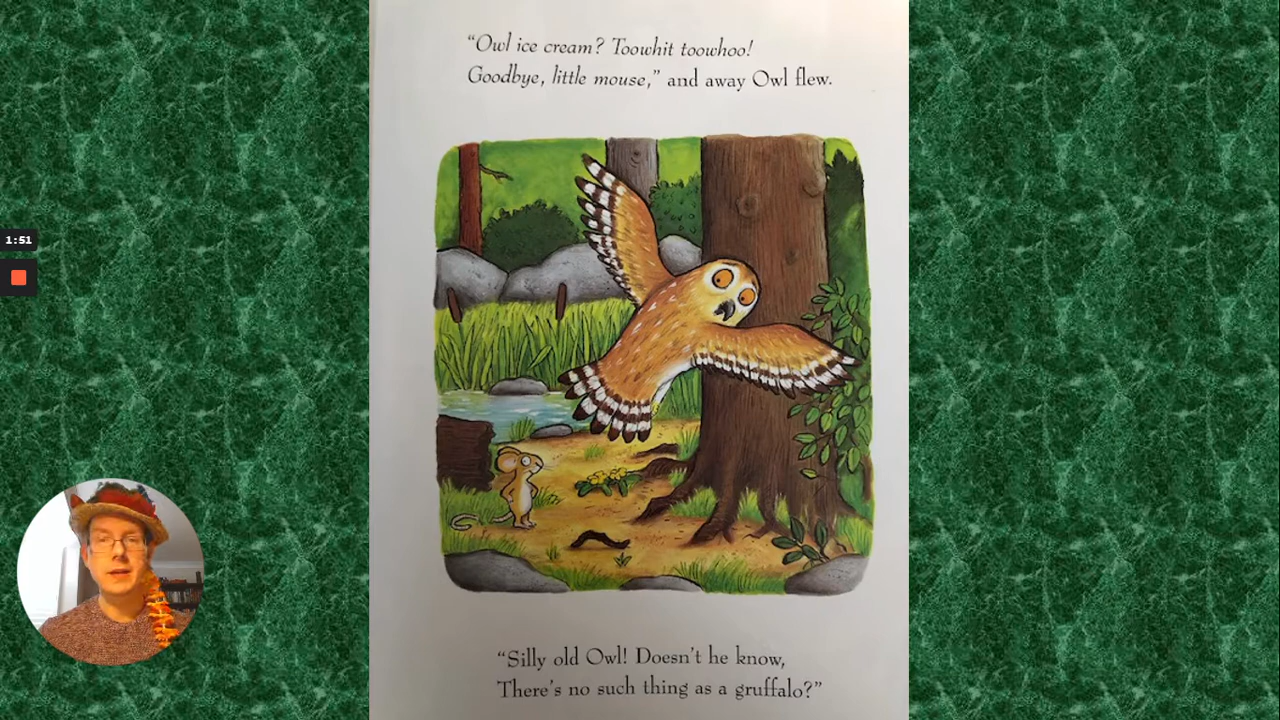 “Owl ice cream? Toowhit toowhoo!
Goodbye, little mouse,” and away Owl flew.
1:51
“Silly old Owl! Doesn’t he know,
There’s no such thing as a gruffalo?”